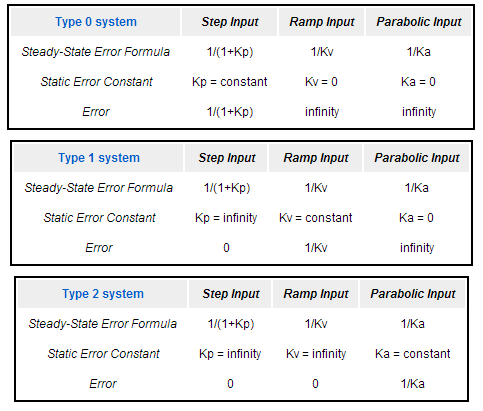 Type 0 system Step Input Ramp Input Parabolic Input
Steady-State Error Formula 1/(1+Kp) 1/Kv 1/Ka
Static Error Constant Kp = constant Kv = 0 Ka = 0
Error 1/(1+Kp) infinity infinity
Type 1 system Step Input Ramp Input Parabolic Input
Steady-State Error Formula 1/(1+Kp) 1/Kv 1/Ka
Static Error Constant Kp = infinity Kv = constant Ka = 0
Error 0 1/Kv infinity
Type 2 system Step Input Ramp Input Parabolic Input
Steady-State Error Formula 1/(1+Kp) 1/Kv 1/Ka
Static Error Constant Kp = infinity Kv = infinity Ka = constant
Error 0 0 1/Ka